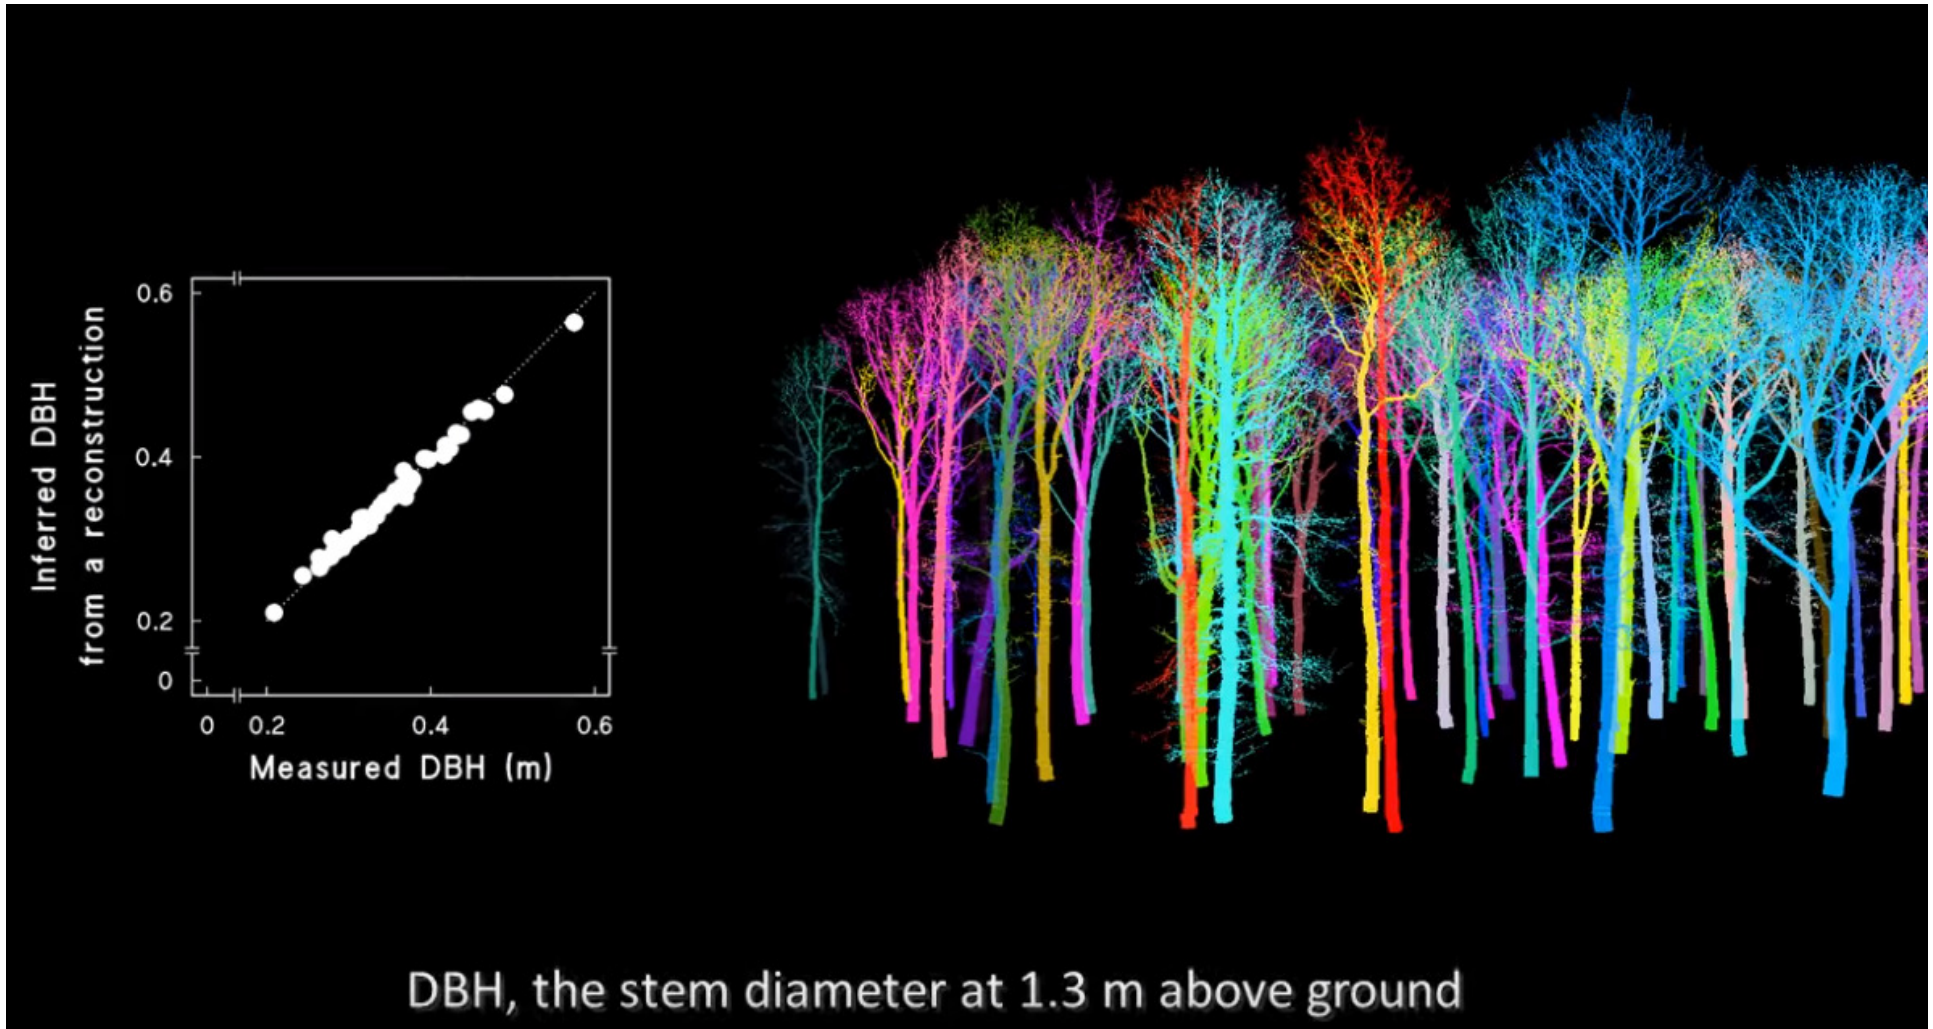 Inferred DBH
from a reconstruction
0.6
0.4
0.2
0
0 0.2 0.4 0.6
Measured DBH (m)
DBH, the stem diameter at 1.3 m above ground